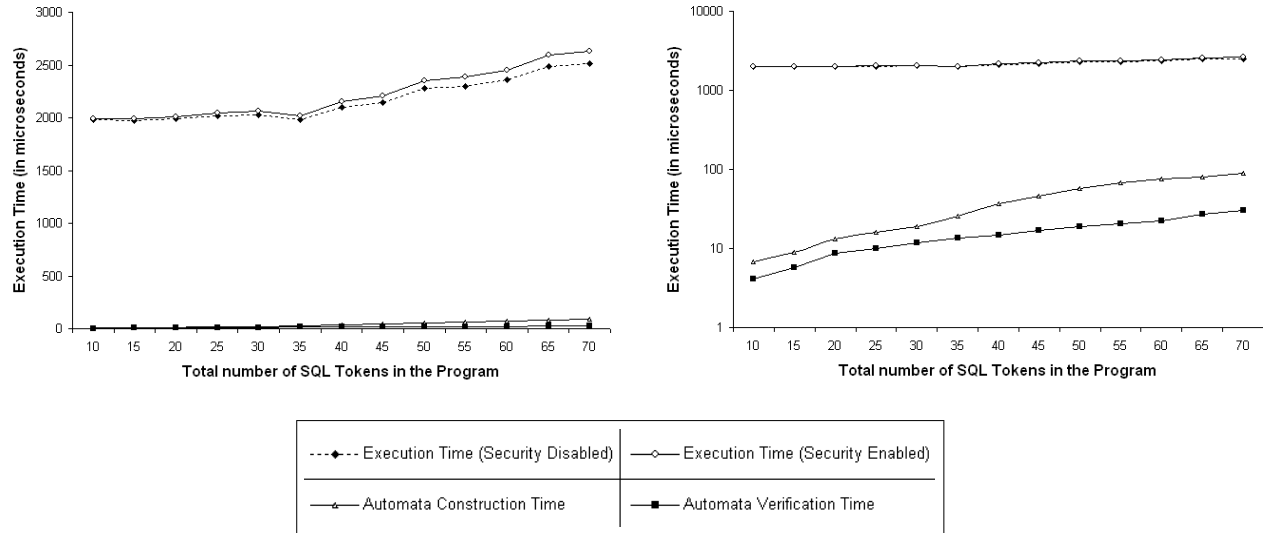 Execution Time (in microseconds)
3000
2500
2000
1500
1000
500
0
10 15 20 25 30 35 40 45 50 55 60 65 70
Total number of SQL Tokens in the Program
Execution Time (in microseconds)
10000
1000
100
10
1
10 15 20 25 30 35 40 45 50 55 60 65 70
Total number of SQL Tokens in the Program
Execution Time (Security Disabled)
Execution Time (Security Enabled)
Automata Construction Time
Automata Verification Time